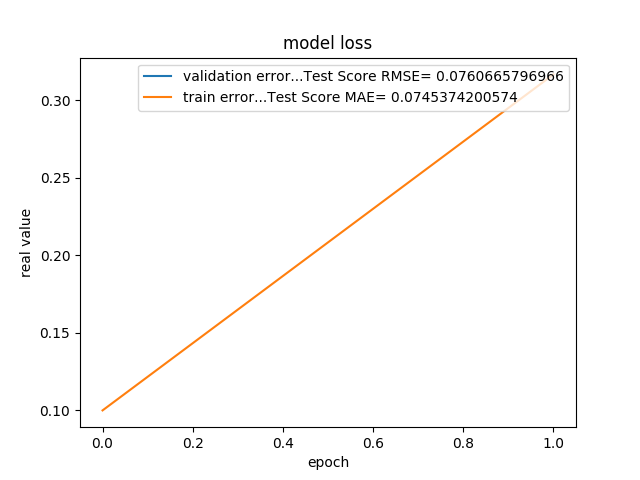 model loss
validation error...Test Score RMSE= 0.0760665796966
train error...Test Score MAE= 0.0745374200574
0.30
0.25
0.20
0.15
0.10
real value
0.0 0.2 0.4 0.6 0.8 1.0
epoch